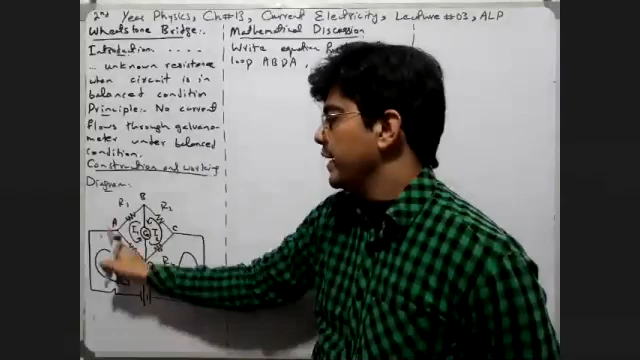 2nd Year Physics, Ch#13, Current Electricity, Lecture #03, ALP
Wheatstone Bridge:-
Introduction. . . . .
... unknown resistance
when circuit is in
balanced condition
Principle:- No current
flows through galvano-
meter under balanced
condition.
Construction and working
Diagram:
B
R1
R2
A
I1
G
I2
C
Mathematical Discussion
Write equation
loop ABDA,